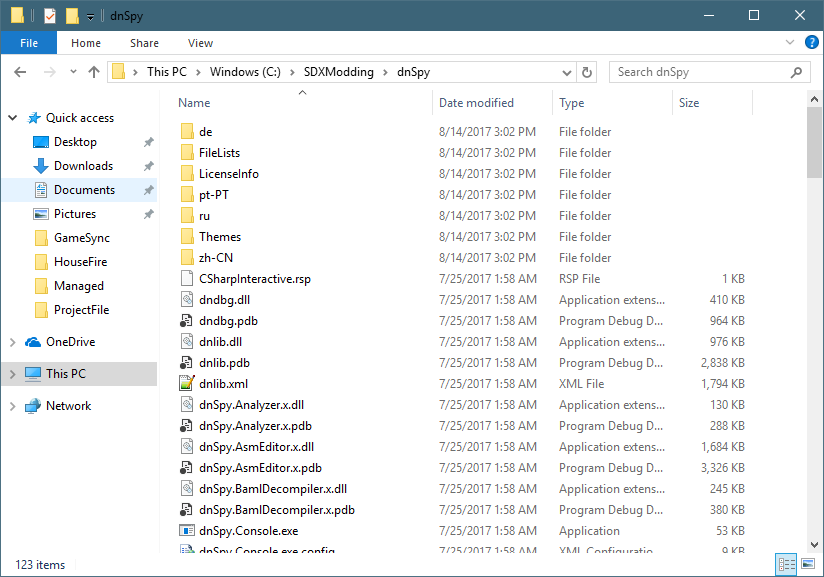 dnSpy
File Home Share View
This PC Windows (C:) SDXModding dnSpy Search dnSpy
Name Date modified Type Size
Quick access
Desktop
Downloads
Documents
Pictures
GameSync
HouseFire
Managed
ProjectFile
OneDrive
This PC
Network
de 8/14/2017 3:02 PM File folder
FileLists 8/14/2017 3:02 PM File folder
LicenseInfo 8/14/2017 3:02 PM File folder
pt-PT 8/14/2017 3:02 PM File folder
ru 8/14/2017 3:02 PM File folder
Themes 8/14/2017 3:02 PM File folder
zh-CN 8/14/2017 3:02 PM File folder
CSharpInteractive.rsp 7/25/2017 1:58 AM RSP File 1 KB
dndbg.dll 7/25/2017 1:58 AM Application extens... 410 KB
dndbg.pdb 7/25/2017 1:58 AM Program Debug D... 964 KB
dnlib.dll 7/25/2017 1:58 AM Application extens... 976 KB
dnlib.pdb 7/25/2017 1:58 AM Program Debug D... 2,838 KB
dnlib.xml 7/25/2017 1:58 AM XML File 1,794 KB
dnSpy.Analyzer.x.dll 7/25/2017 1:58 AM Application extens... 130 KB
dnSpy.Analyzer.x.pdb 7/25/2017 1:58 AM Program Debug D... 288 KB
dnSpy.AsmEditor.x.dll 7/25/2017 1:58 AM Application extens... 1,684 KB
dnSpy.AsmEditor.x.pdb 7/25/2017 1:58 AM Program Debug D... 3,326 KB
dnSpy.BamlDecompiler.x.dll 7/25/2017 1:58 AM Application extens... 245 KB
dnSpy.BamlDecompiler.x.pdb 7/25/2017 1:58 AM Program Debug D... 380 KB
dnSpy.Console.exe 7/25/2017 1:58 AM Application 53 KB
dnSpy.Console.exe.config 7/25/2017 1:58 AM XML Configuratio... 9 KB
123 items